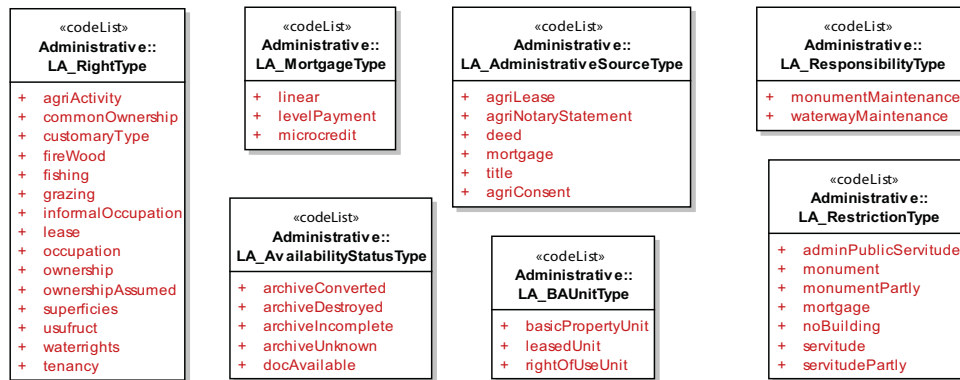 «codeList»
Administrative::
LA_RightType
+ agriActivity
+ commonOwnership
+ customaryType
+ fireWood
+ fishing
+ grazing
+ informalOccupation
+ lease
+ occupation
+ ownership
+ ownershipAssumed
+ superficies
+ usufruct
+ waterrights
+ tenancy
«codeList»
Administrative::
LA_MortgageType
+ linear
+ levelPayment
+ microcredit
«codeList»
Administrative::
LA_AdministrativeSourceType
+ agriLease
+ agriNotaryStatement
+ deed
+ mortgage
+ title
+ agriConsent
«codeList»
Administrative::
LA_ResponsibilityType
+ monumentMaintenance
+ waterwayMaintenance
«codeList»
Administrative::
LA_AvailabilityStatusType
+ archiveConverted
+ archiveDestroyed
+ archiveIncomplete
+ archiveUnknown
+ docAvailable
«codeList»
Administrative::
LA_BAUnitType
+ basicPropertyUnit
+ leasedUnit
+ rightOfUseUnit
«codeList»
Administrative::
LA_RestrictionType
+ adminPublicServitude
+ monument
+ monumentPartly
+ mortgage
+ noBuilding
+ servitude
+ servitudePartly